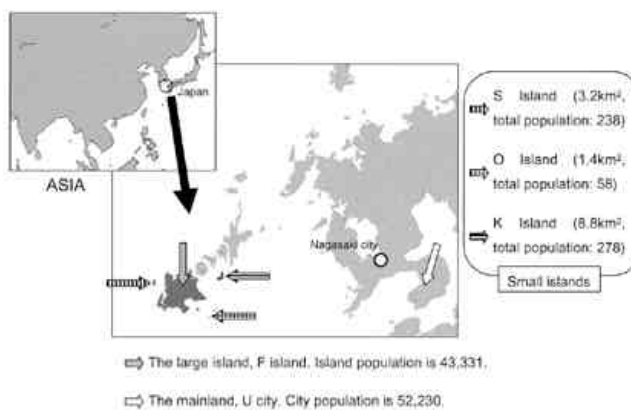 Japan
ASIA
Nagasaki city
S Island (3.2km²,
total population: 238)
O Island (1.4km²,
total population: 58)
K Island (8.8km²,
total population: 278)
Small islands
The large island, F island. Island population is 43,331.
The mainland, U city. City population is 52,230.